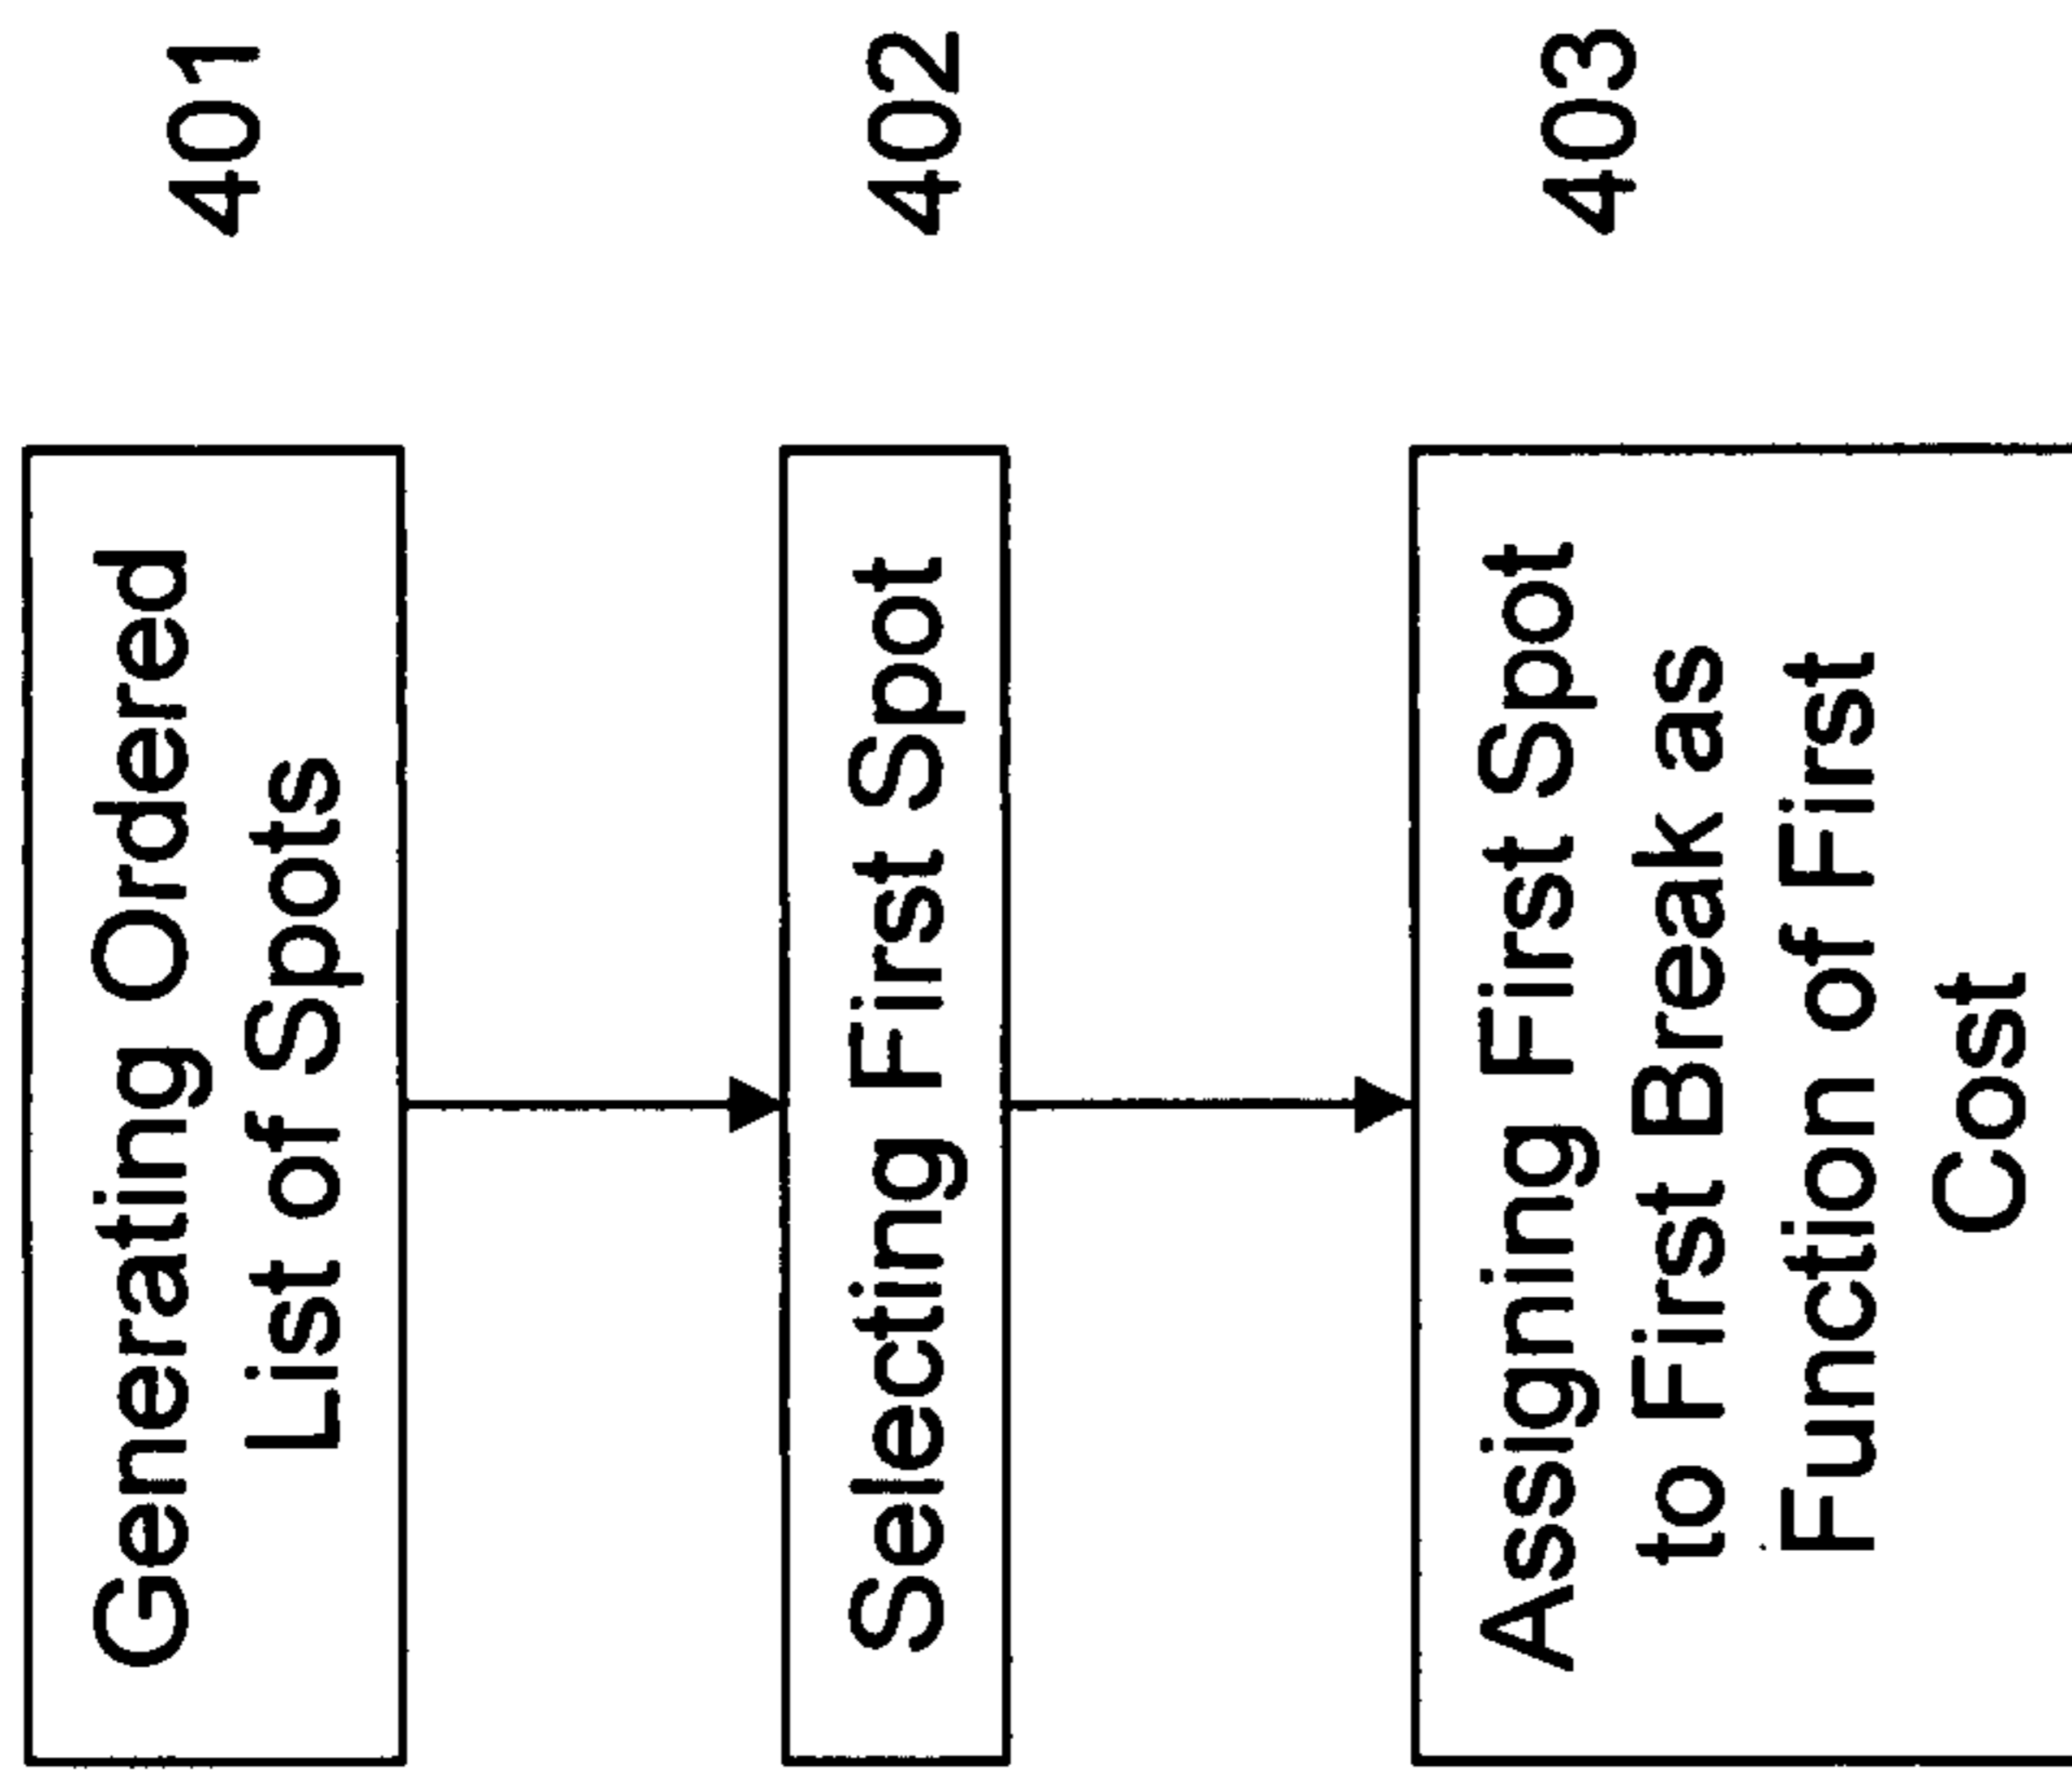 Generating Ordered
List of Spots
401
Selecting First Spot
402
Assigning First Spot
to First Break as
Function of First
Cost
403